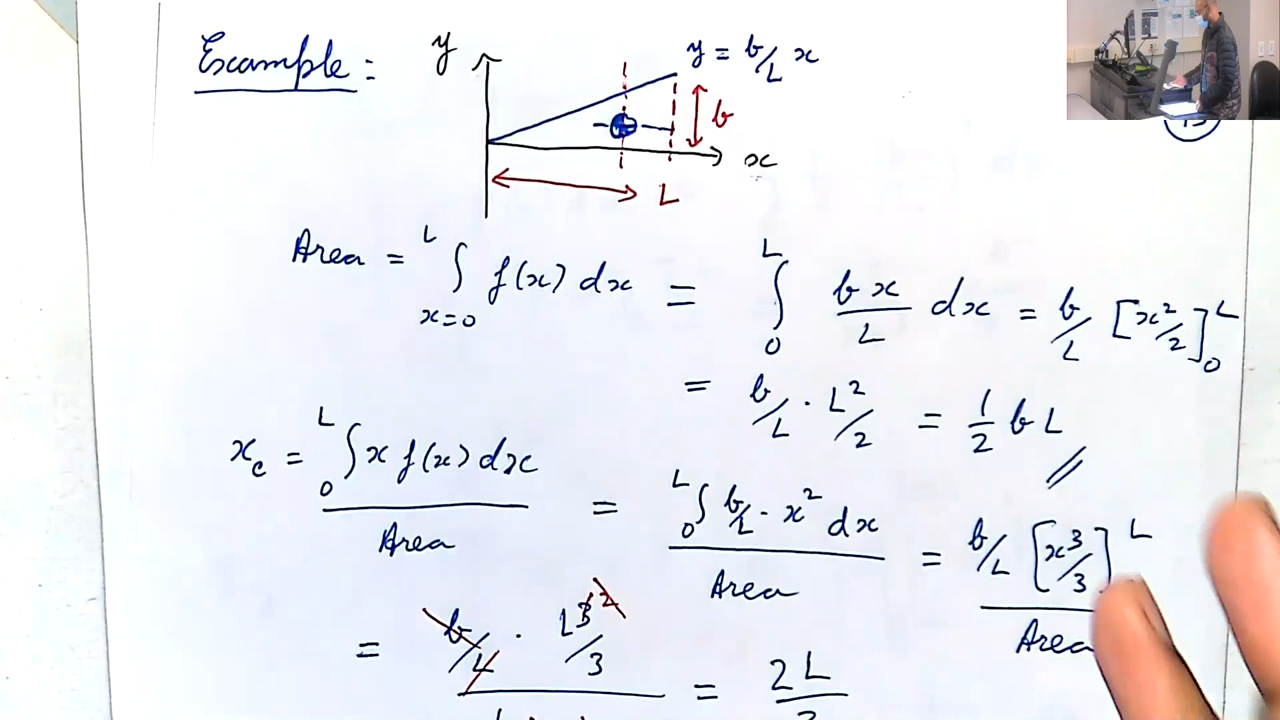 Example: y y = b/L x
b
x
L
Area = ∫_{x=0}^{L} f(x) dx = ∫_0^L bx/L dx = b/L [x²/2]_0^L
= b/L · L²/2 = 1/2 b L
x_c = ∫_0^L x f(x) dx / Area = ∫_0^L b/L · x² dx / Area = b/L [x³/3]^L / Area
= b/L · L³ ²/3 = 2L